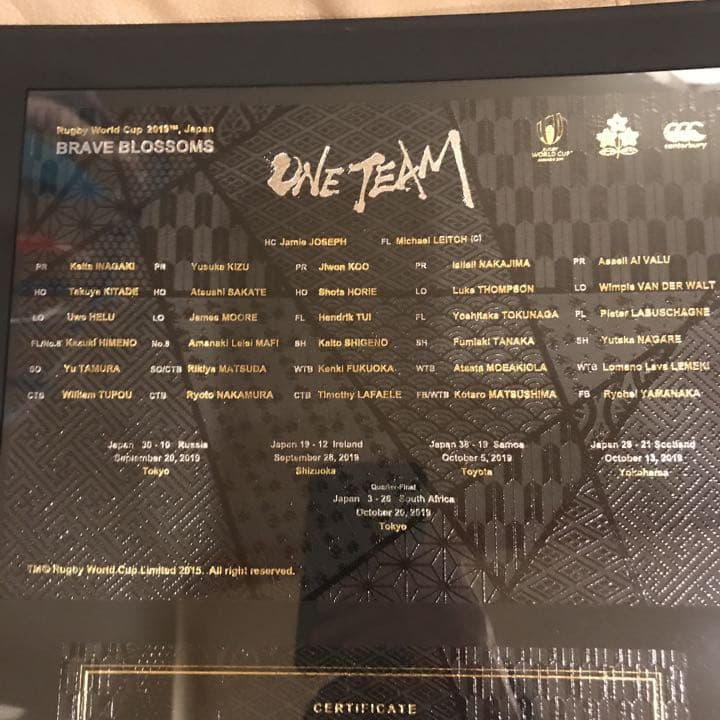 Rugby World Cup 2019™, Japan
BRAVE BLOSSOMS
ONE TEAM
RUGBY
WORLD CUP
canterbury
HC Jamie JOSEPH FL Michael LEITCH (C)
PR Keita INAGAKI PR Yusuke KIZU PR Jiwon KOO PR Isileli NAKAJIMA PR Asaeli Ai VALU
HO Takuya KITADE HO Atsushi SAKATE HO Shota HORIE LO Luke THOMPSON LO Wimpie VAN DER WALT
LO Uwe HELU LO James MOORE FL Hendrik TUI FL Yoshitaka TOKUNAGA FL Pieter LABUSCHAGNE
FL/No.8 Kazuki HIMENO No.8 Amanaki Lelei MAFI SH Kaito SHIGENO SH Fumiaki TANAKA SH Yutaka NAGARE
SO Yu TAMURA SO/CTB Rikiya MATSUDA WTB Kenki FUKUOKA WTB Ataata MOEAKIOLA WTB Lomano Lava LEMEKI
CTB William TUPOU CTB Ryoto NAKAMURA CTB Timothy LAFAELE FB/WTB Kotaro MATSUSHIMA FB Ryohei YAMANAKA
Japan 30 - 10 Russia Japan 19 - 12 Ireland Japan 38 - 19 Samoa Japan 28 - 21 Scotland
September 20, 2019 September 28, 2019 October 5, 2019 October 13, 2019
Tokyo Shizuoka Toyota Yokohama
Quarter-Final
Japan 3 - 26 South Africa
October 20, 2019
Tokyo
TM© Rugby World Cup Limited 2015. All right reserved.
CERTIFICATE